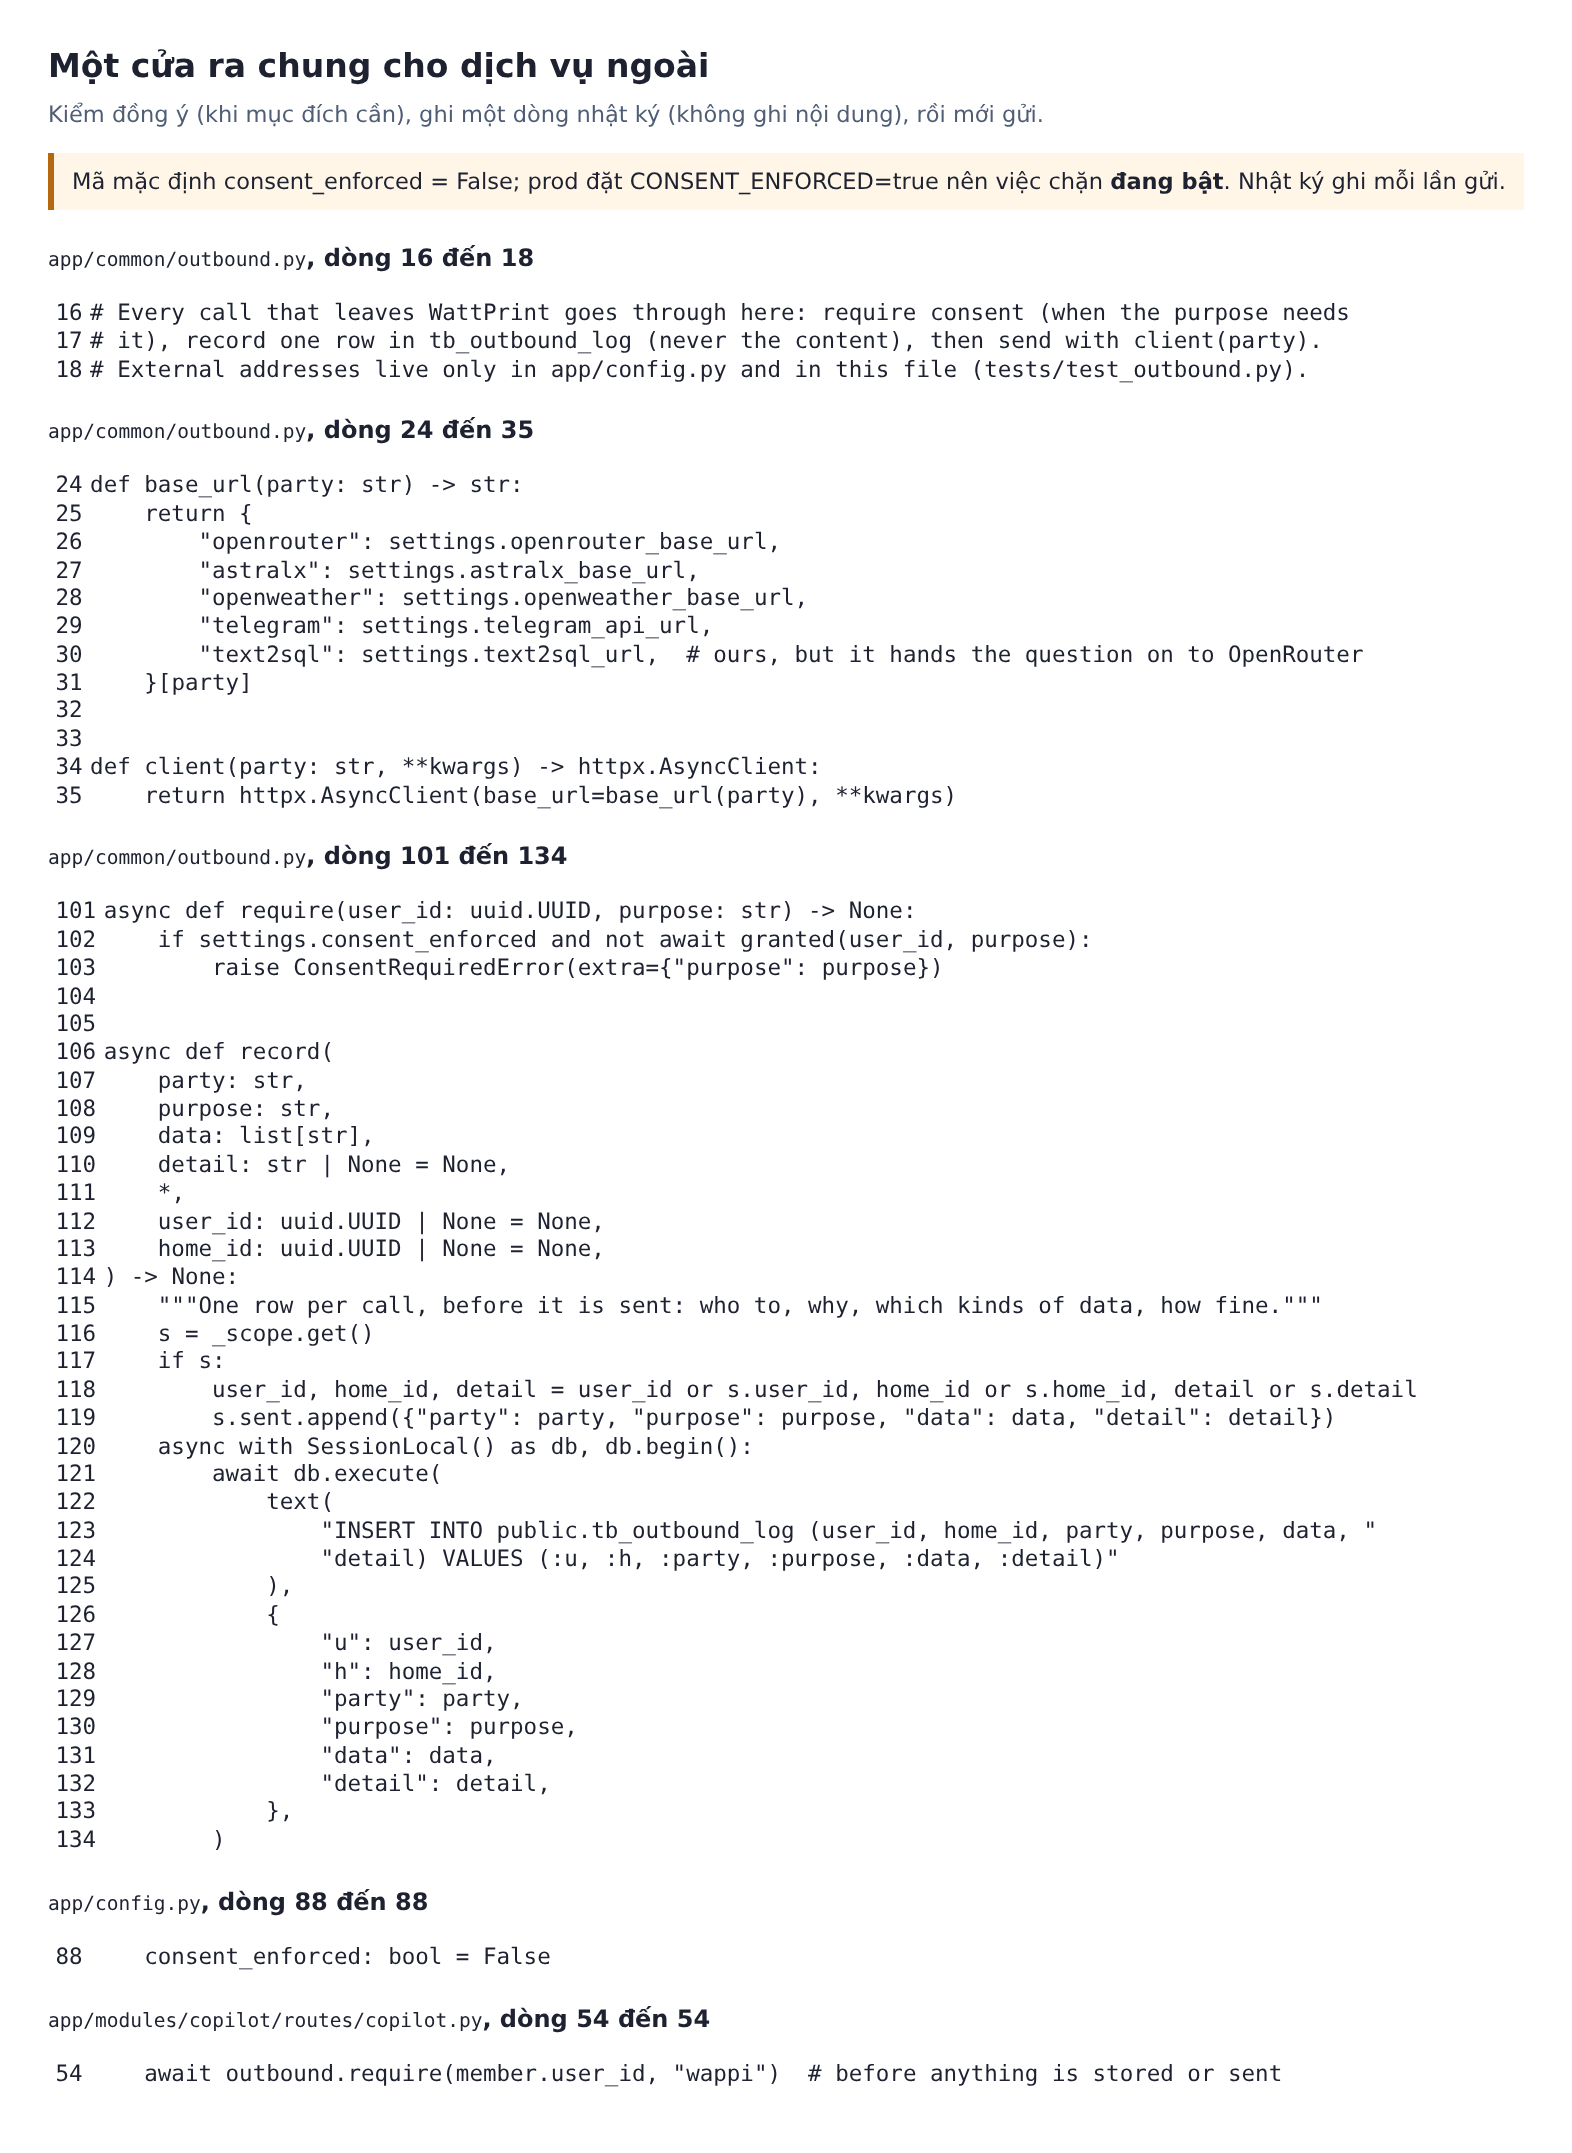 Một cửa ra chung cho dịch vụ ngoài
Kiểm đồng ý (khi mục đích cần), ghi một dòng nhật ký (không ghi nội dung), rồi mới gửi.
Mã mặc định consent_enforced = False; prod đặt CONSENT_ENFORCED=true nên việc chặn đang bật. Nhật ký ghi mỗi lần gửi.
app/common/outbound.py, dòng 16 đến 18
16 # Every call that leaves WattPrint goes through here: require consent (when the purpose needs
17 # it), record one row in tb_outbound_log (never the content), then send with client(party).
18 # External addresses live only in app/config.py and in this file (tests/test_outbound.py).
app/common/outbound.py, dòng 24 đến 35
24 def base_url(party: str) -> str:
25     return {
26         "openrouter": settings.openrouter_base_url,
27         "astralx": settings.astralx_base_url,
28         "openweather": settings.openweather_base_url,
29         "telegram": settings.telegram_api_url,
30         "text2sql": settings.text2sql_url,  # ours, but it hands the question on to OpenRouter
31     }[party]
32
33
34 def client(party: str, **kwargs) -> httpx.AsyncClient:
35     return httpx.AsyncClient(base_url=base_url(party), **kwargs)
app/common/outbound.py, dòng 101 đến 134
101 async def require(user_id: uuid.UUID, purpose: str) -> None:
102     if settings.consent_enforced and not await granted(user_id, purpose):
103         raise ConsentRequiredError(extra={"purpose": purpose})
104
105
106 async def record(
107     party: str,
108     purpose: str,
109     data: list[str],
110     detail: str | None = None,
111     *,
112     user_id: uuid.UUID | None = None,
113     home_id: uuid.UUID | None = None,
114 ) -> None:
115     """One row per call, before it is sent: who to, why, which kinds of data, how fine."""
116     s = _scope.get()
117     if s:
118         user_id, home_id, detail = user_id or s.user_id, home_id or s.home_id, detail or s.detail
119         s.sent.append({"party": party, "purpose": purpose, "data": data, "detail": detail})
120     async with SessionLocal() as db, db.begin():
121         await db.execute(
122             text(
123                 "INSERT INTO public.tb_outbound_log (user_id, home_id, party, purpose, data, "
124                 "detail) VALUES (:u, :h, :party, :purpose, :data, :detail)"
125             ),
126             {
127                 "u": user_id,
128                 "h": home_id,
129                 "party": party,
130                 "purpose": purpose,
131                 "data": data,
132                 "detail": detail,
133             },
134         )
app/config.py, dòng 88 đến 88
88     consent_enforced: bool = False
app/modules/copilot/routes/copilot.py, dòng 54 đến 54
54     await outbound.require(member.user_id, "wappi")  # before anything is stored or sent